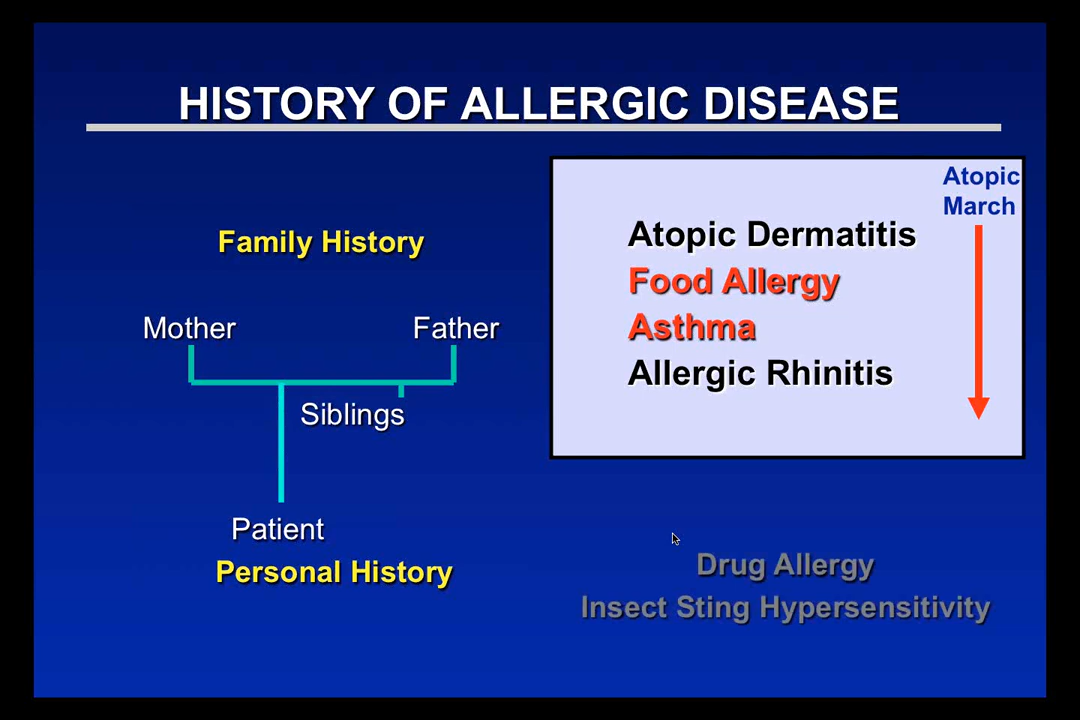 HISTORY OF ALLERGIC DISEASE
Family History
Mother
Father
Siblings
Patient
Personal History
Atopic
March
Atopic Dermatitis
Food Allergy
Asthma
Allergic Rhinitis
Drug Allergy
Insect Sting Hypersensitivity